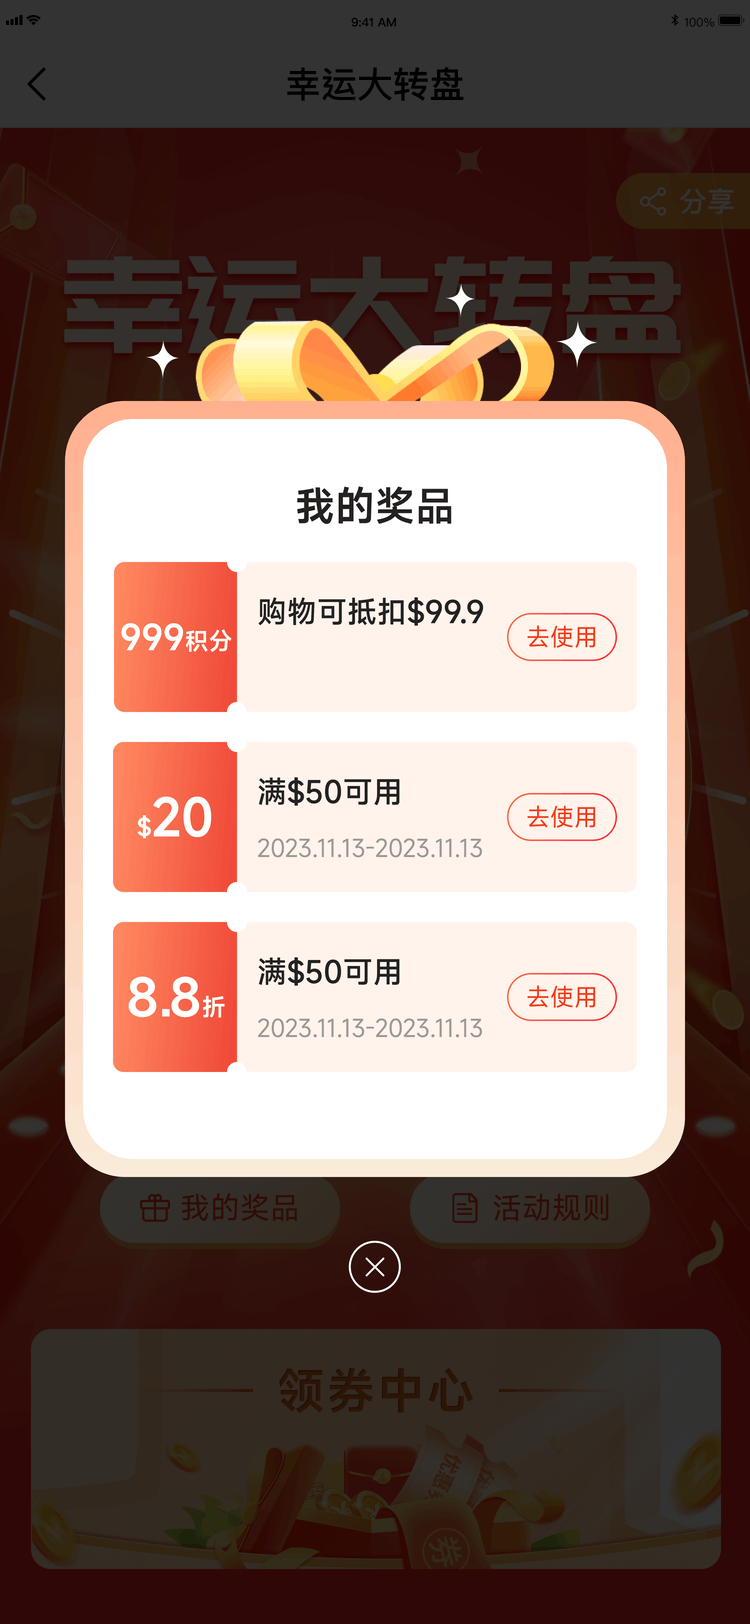 9:41 AM
100%
幸运大转盘
分享
幸运大转盘
我的奖品
999积分
购物可抵扣$99.9
去使用
$20
满$50可用
2023.11.13-2023.11.13
去使用
8.8折
满$50可用
2023.11.13-2023.11.13
去使用
我的奖品
活动规则
领券中心
优惠
券